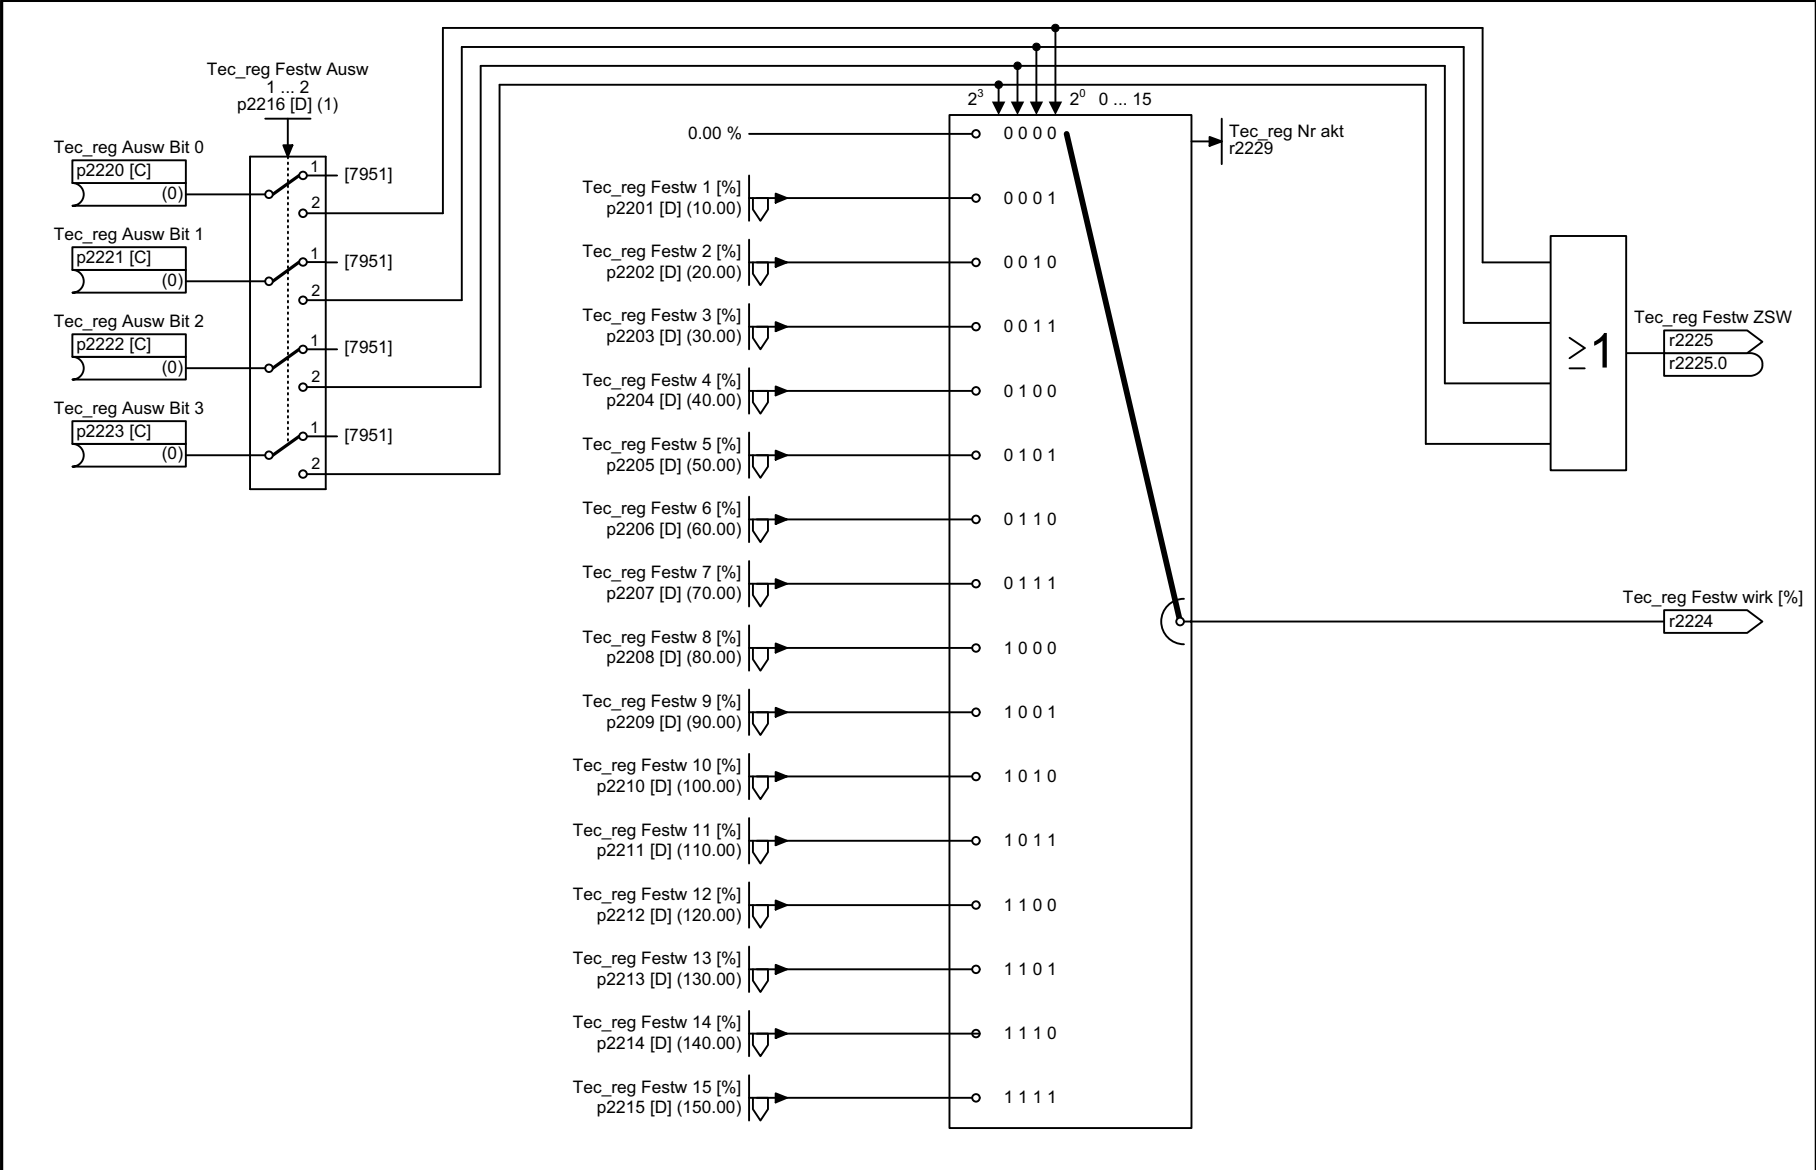 Tec_reg Festw Ausw
1 ... 2
p2216 [D] (1)
Tec_reg Ausw Bit 0
p2220 [C]
(0)
1
[7951]
2
Tec_reg Ausw Bit 1
p2221 [C]
(0)
1
[7951]
2
Tec_reg Ausw Bit 2
p2222 [C]
(0)
1
[7951]
2
Tec_reg Ausw Bit 3
p2223 [C]
(0)
1
[7951]
2
2³ 2⁰ 0 ... 15
0.00 %
0 0 0 0
Tec_reg Nr akt
r2229
Tec_reg Festw 1 [%]
p2201 [D] (10.00)
0 0 0 1
Tec_reg Festw 2 [%]
p2202 [D] (20.00)
0 0 1 0
Tec_reg Festw 3 [%]
p2203 [D] (30.00)
0 0 1 1
Tec_reg Festw 4 [%]
p2204 [D] (40.00)
0 1 0 0
Tec_reg Festw 5 [%]
p2205 [D] (50.00)
0 1 0 1
Tec_reg Festw 6 [%]
p2206 [D] (60.00)
0 1 1 0
Tec_reg Festw 7 [%]
p2207 [D] (70.00)
0 1 1 1
Tec_reg Festw 8 [%]
p2208 [D] (80.00)
1 0 0 0
Tec_reg Festw 9 [%]
p2209 [D] (90.00)
1 0 0 1
Tec_reg Festw 10 [%]
p2210 [D] (100.00)
1 0 1 0
Tec_reg Festw 11 [%]
p2211 [D] (110.00)
1 0 1 1
Tec_reg Festw 12 [%]
p2212 [D] (120.00)
1 1 0 0
Tec_reg Festw 13 [%]
p2213 [D] (130.00)
1 1 0 1
Tec_reg Festw 14 [%]
p2214 [D] (140.00)
1 1 1 0
Tec_reg Festw 15 [%]
p2215 [D] (150.00)
1 1 1 1
≥1
Tec_reg Festw ZSW
r2225
r2225.0
Tec_reg Festw wirk [%]
r2224